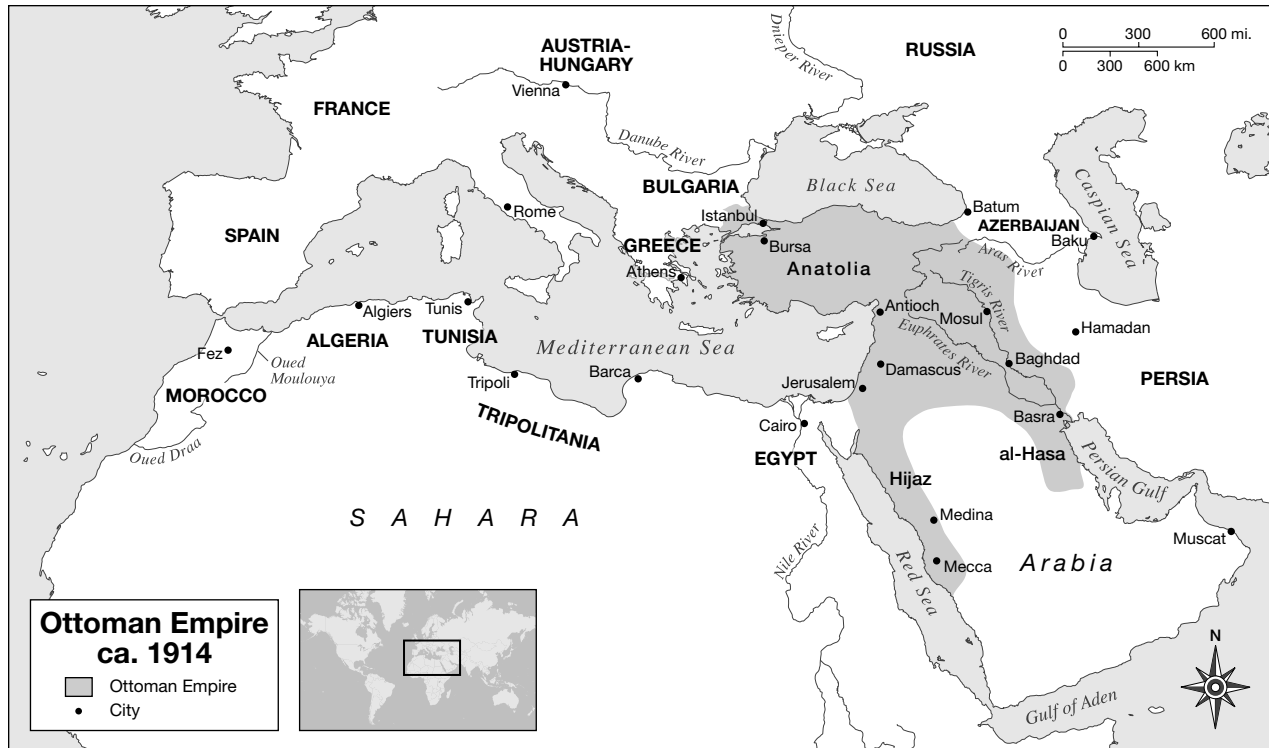 Dnieper River
RUSSIA
0 300 600 mi.
0 300 600 km
AUSTRIA-
HUNGARY
Vienna
FRANCE
Danube River
BULGARIA
Black Sea
Caspian Sea
Istanbul
Batum
AZERBAIJAN
Baku
Rome
SPAIN
GREECE
Bursa
Athens
Anatolia
Aras River
Tigris River
Algiers
Tunis
Antioch
Mosul
Hamadan
ALGERIA
TUNISIA
Mediterranean Sea
Euphrates River
Fez
Oued
Moulouya
MOROCCO
Tripoli
Barca
Damascus
Baghdad
Jerusalem
PERSIA
TRIPOLITANIA
Cairo
Basra
Oued Draa
EGYPT
al-Hasa
Persian Gulf
Hijaz
SAHARA
Medina
Muscat
Nile River
Red Sea
Mecca
Arabia
Ottoman Empire
ca. 1914
Ottoman Empire
City
N
Gulf of Aden